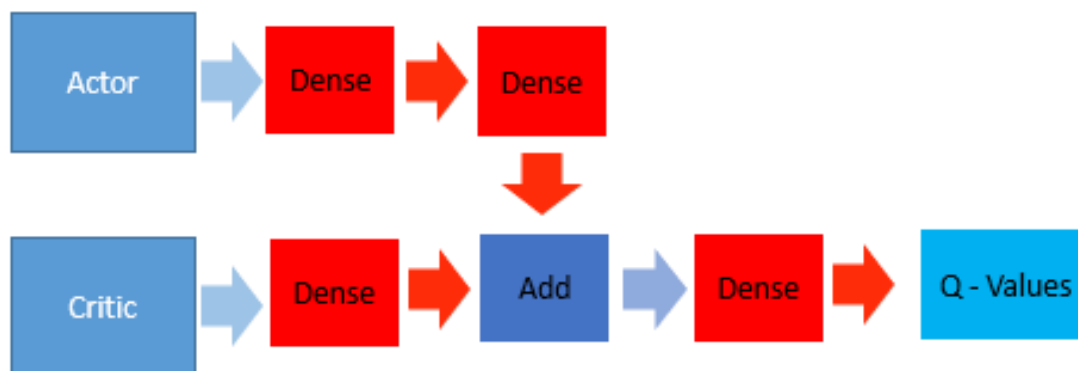 Actor
Dense
Dense
Critic
Dense
Add
Dense
Q - Values